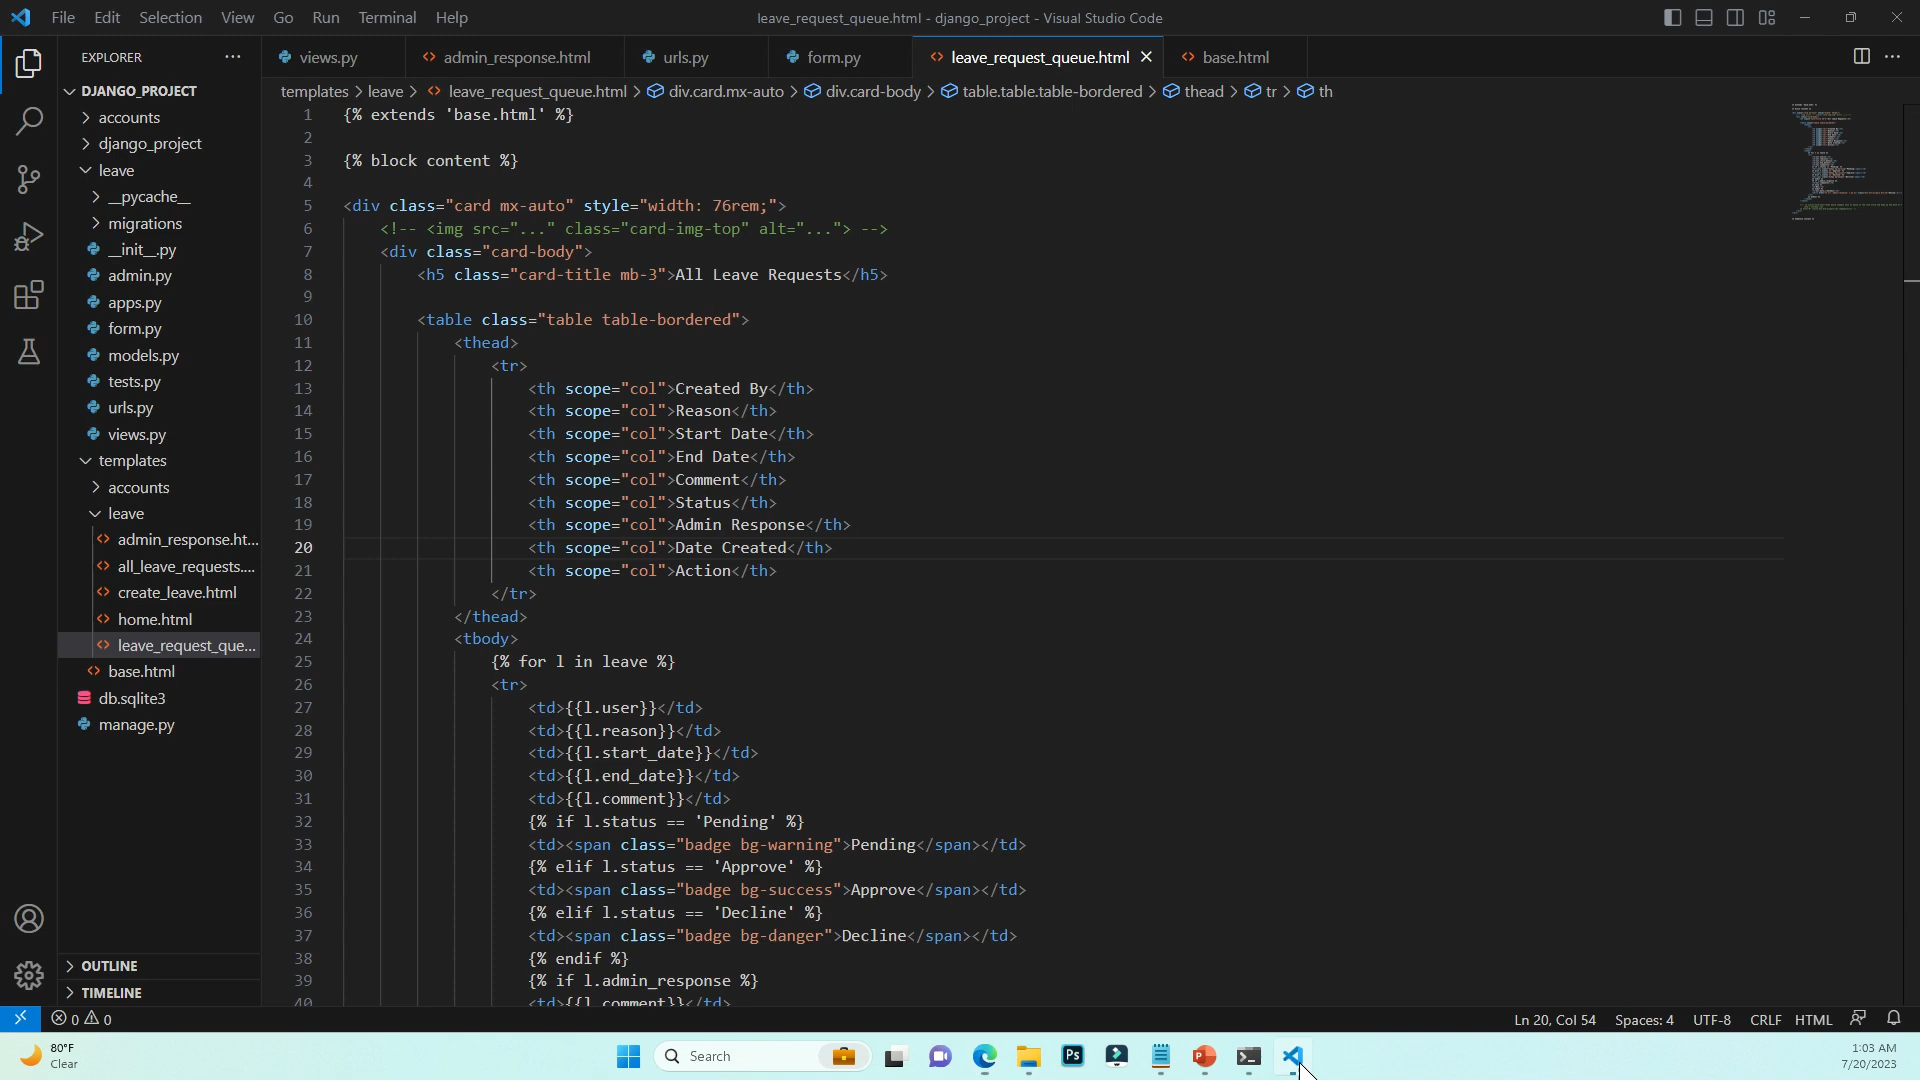 File Edit Selection View Go Run Terminal Help
leave_request_queue.html - django_project - Visual Studio Code
EXPLORER
DJANGO_PROJECT
accounts
django_project
leave
__pycache__
migrations
__init__.py
admin.py
apps.py
form.py
models.py
tests.py
urls.py
views.py
templates
accounts
leave
admin_response.ht...
all_leave_requests....
create_leave.html
home.html
leave_request_que...
base.html
db.sqlite3
manage.py
OUTLINE
TIMELINE
views.py admin_response.html urls.py form.py leave_request_queue.html base.html
templates > leave > leave_request_queue.html > div.card.mx-auto > div.card-body > table.table.table-bordered > thead > tr > th
1 {% extends 'base.html' %}
2
3 {% block content %}
4
5 <div class="card mx-auto" style="width: 76rem;">
6 <!-- <img src="..." class="card-img-top" alt="..."> -->
7 <div class="card-body">
8 <h5 class="card-title mb-3">All Leave Requests</h5>
9
10 <table class="table table-bordered">
11 <thead>
12 <tr>
13 <th scope="col">Created By</th>
14 <th scope="col">Reason</th>
15 <th scope="col">Start Date</th>
16 <th scope="col">End Date</th>
17 <th scope="col">Comment</th>
18 <th scope="col">Status</th>
19 <th scope="col">Admin Response</th>
20 <th scope="col">Date Created</th>
21 <th scope="col">Action</th>
22 </tr>
23 </thead>
24 <tbody>
25 {% for l in leave %}
26 <tr>
27 <td>{{l.user}}</td>
28 <td>{{l.reason}}</td>
29 <td>{{l.start_date}}</td>
30 <td>{{l.end_date}}</td>
31 <td>{{l.comment}}</td>
32 {% if l.status == 'Pending' %}
33 <td><span class="badge bg-warning">Pending</span></td>
34 {% elif l.status == 'Approve' %}
35 <td><span class="badge bg-success">Approve</span></td>
36 {% elif l.status == 'Decline' %}
37 <td><span class="badge bg-danger">Decline</span></td>
38 {% endif %}
39 {% if l.admin_response %}
40 <td>{{l.comment}}</td>
0 0
Ln 20, Col 54 Spaces: 4 UTF-8 CRLF HTML
80°F
Clear
Search
Ps
P
1:03 AM
7/20/2023